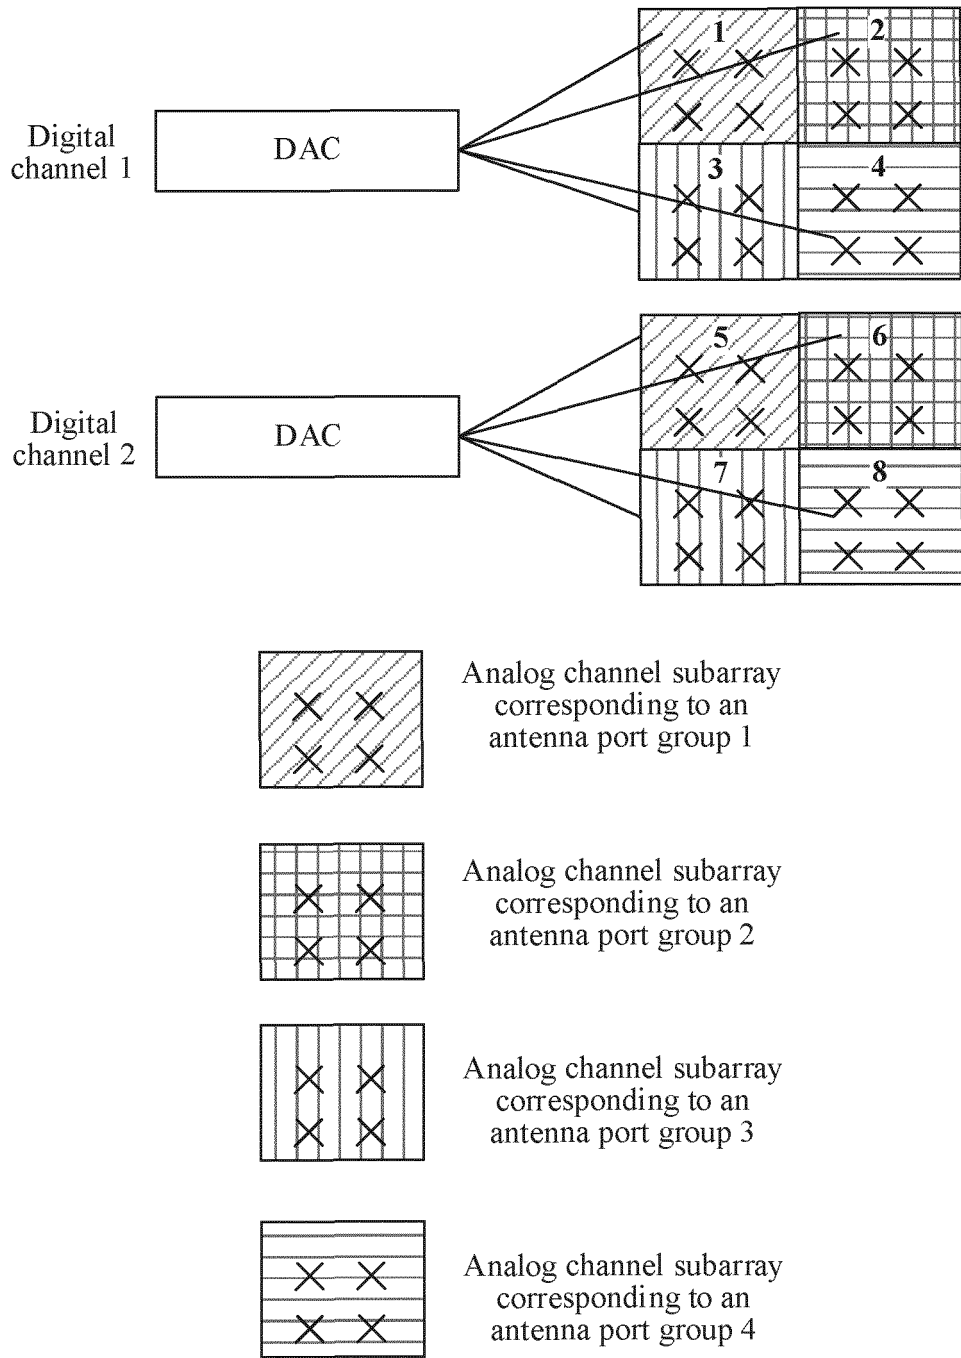 Digital
channel 1
DAC
1
2
3
4
Digital
channel 2
DAC
5
6
7
8
Analog channel subarray
corresponding to an
antenna port group 1
Analog channel subarray
corresponding to an
antenna port group 2
Analog channel subarray
corresponding to an
antenna port group 3
Analog channel subarray
corresponding to an
antenna port group 4